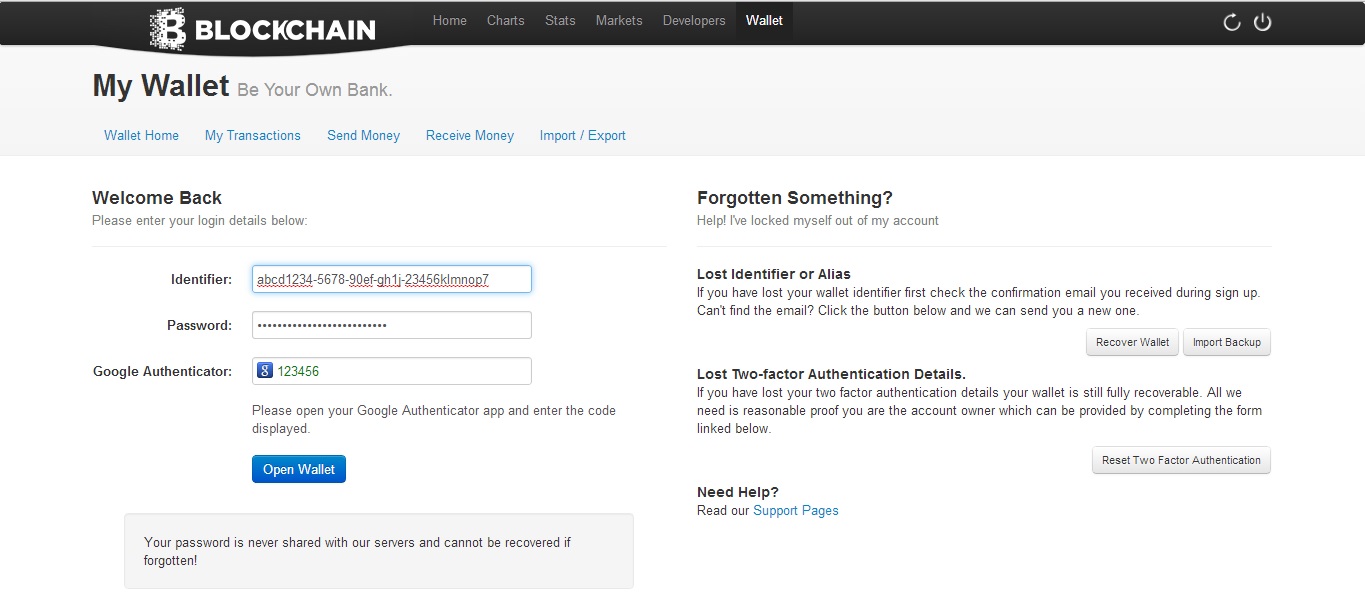 BLOCKCHAIN
Home Charts Stats Markets Developers Wallet
My Wallet Be Your Own Bank.
Wallet Home My Transactions Send Money Receive Money Import / Export
Welcome Back
Please enter your login details below:
Identifier: abcd1234-5678-90ef-gh1j-23456klmnop7
Password: •••••••••••••••••••••••••
Google Authenticator: g 123456
Please open your Google Authenticator app and enter the code
displayed.
Open Wallet
Your password is never shared with our servers and cannot be recovered if
forgotten!
Forgotten Something?
Help! I've locked myself out of my account
Lost Identifier or Alias
If you have lost your wallet identifier first check the confirmation email you received during sign up.
Can't find the email? Click the button below and we can send you a new one.
Recover Wallet Import Backup
Lost Two-factor Authentication Details.
If you have lost your two factor authentication details your wallet is still fully recoverable. All we
need is reasonable proof you are the account owner which can be provided by completing the form
linked below.
Reset Two Factor Authentication
Need Help?
Read our Support Pages